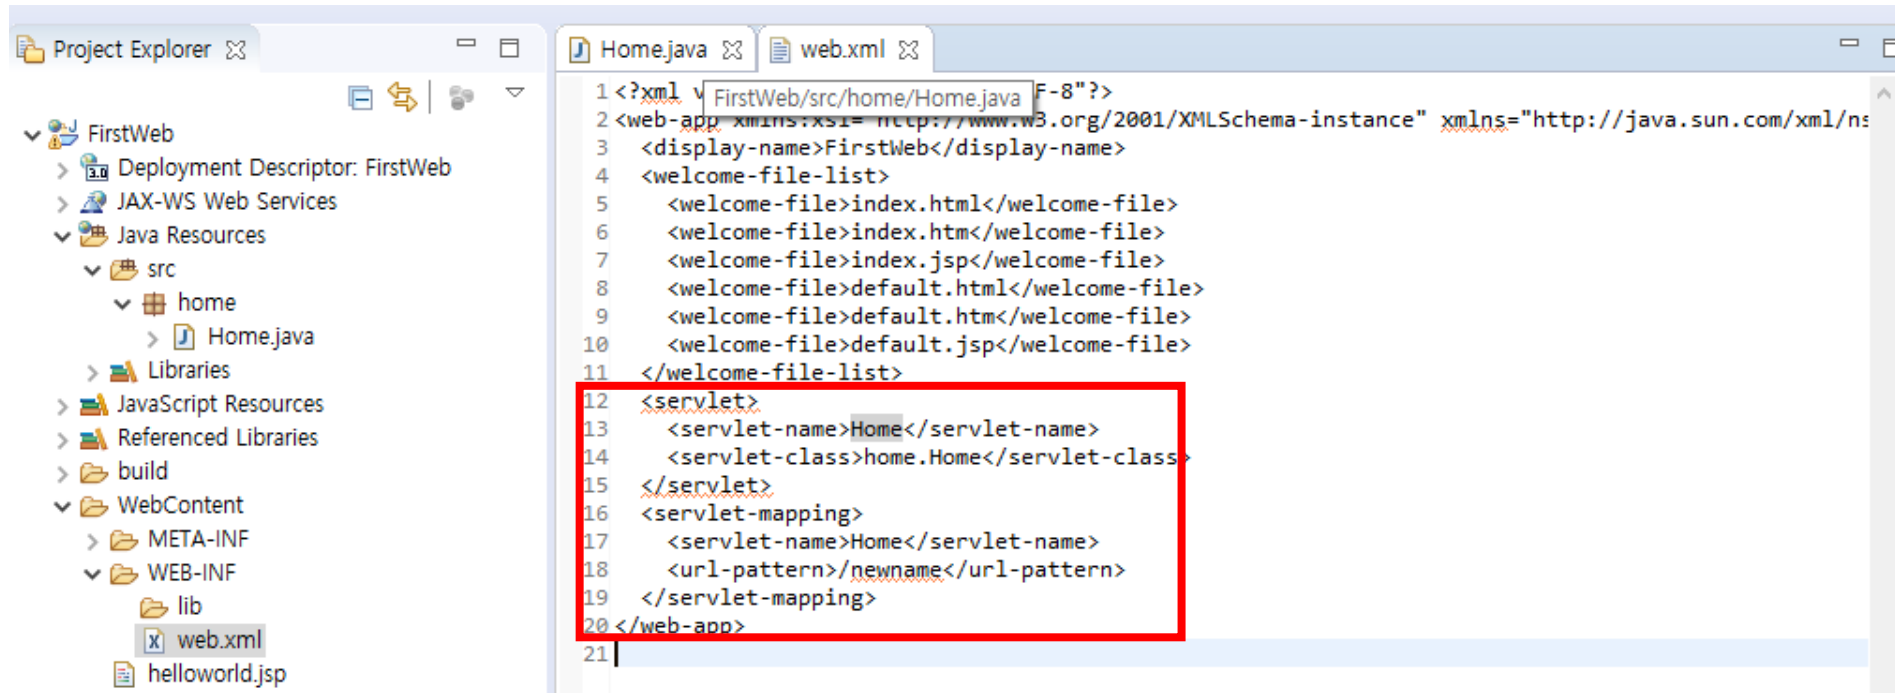 Project Explorer
FirstWeb
Deployment Descriptor: FirstWeb
3.0
JAX-WS Web Services
Java Resources
src
home
Home.java
Libraries
JavaScript Resources
Referenced Libraries
build
WebContent
META-INF
WEB-INF
lib
web.xml
helloworld.jsp
Home.java
web.xml
FirstWeb/src/home/Home.java
1 <?xml v F-8"?>
2 <web-app xmlns:xsi="http://www.w3.org/2001/XMLSchema-instance" xmlns="http://java.sun.com/xml/ns
3 <display-name>FirstWeb</display-name>
4 <welcome-file-list>
5 <welcome-file>index.html</welcome-file>
6 <welcome-file>index.htm</welcome-file>
7 <welcome-file>index.jsp</welcome-file>
8 <welcome-file>default.html</welcome-file>
9 <welcome-file>default.htm</welcome-file>
10 <welcome-file>default.jsp</welcome-file>
11 </welcome-file-list>
12 <servlet>
13 <servlet-name>Home</servlet-name>
14 <servlet-class>home.Home</servlet-class>
15 </servlet>
16 <servlet-mapping>
17 <servlet-name>Home</servlet-name>
18 <url-pattern>/newname</url-pattern>
19 </servlet-mapping>
20 </web-app>
21